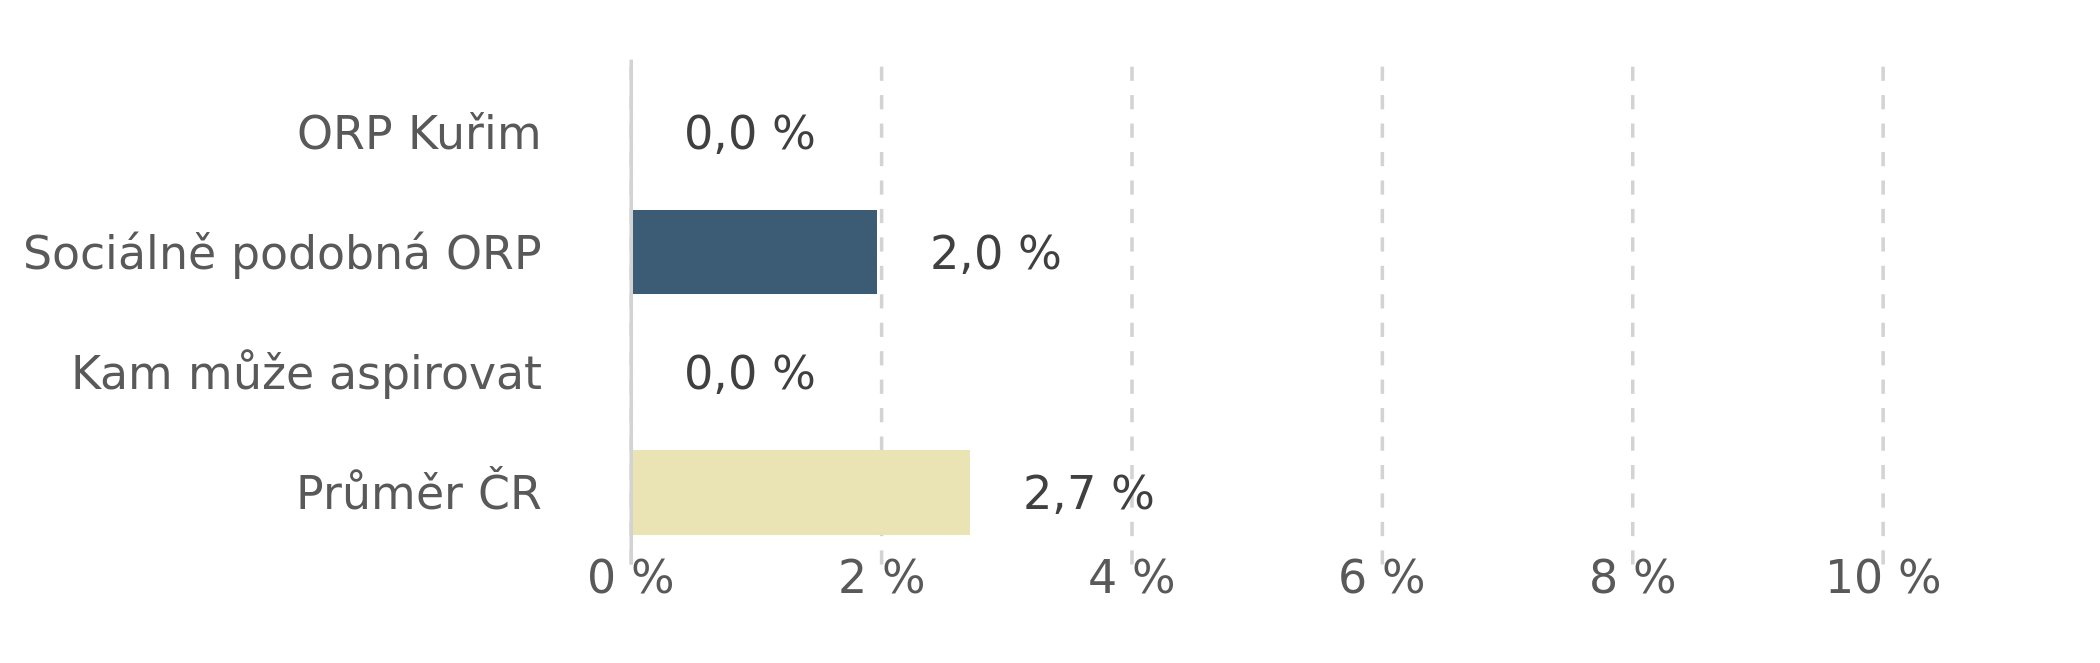 ORP Kuřim 0,0 %
Sociálně podobná ORP 2,0 %
Kam může aspirovat 0,0 %
Průměr ČR 2,7 %
0 % 2 % 4 % 6 % 8 % 10 %